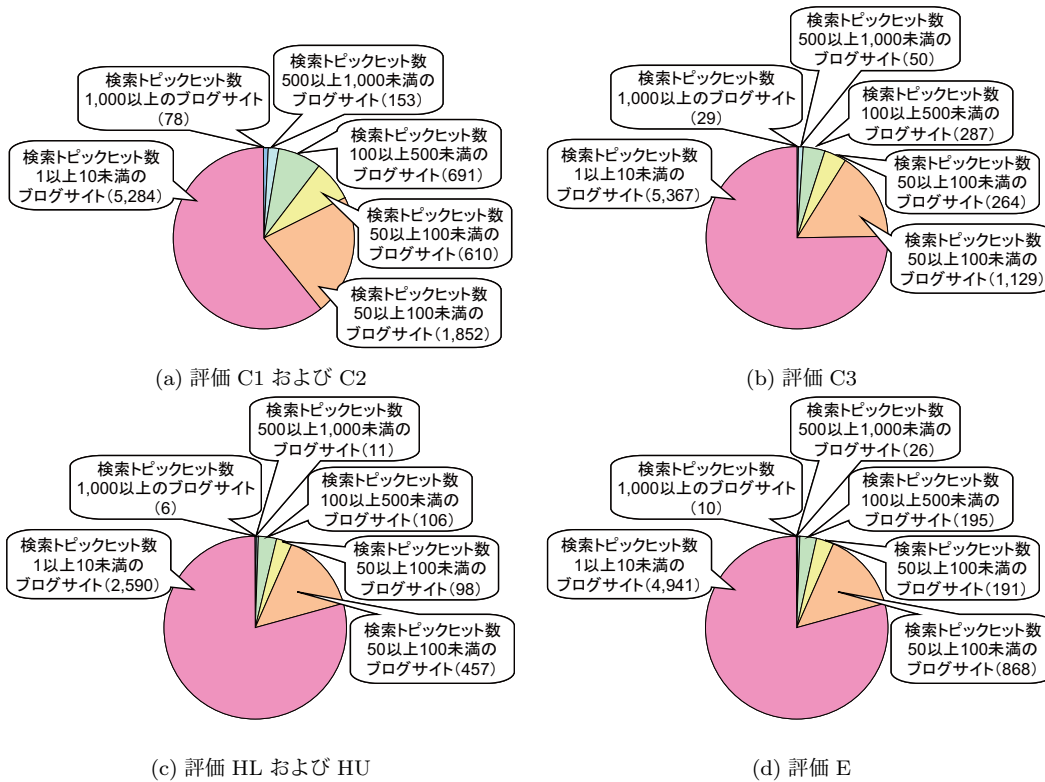 検索トピックヒット数
500以上1,000未満の
ブログサイト(153)
検索トピックヒット数
1,000以上のブログサイト
(78)
検索トピックヒット数
100以上500未満の
ブログサイト(691)
検索トピックヒット数
1以上10未満の
ブログサイト(5,284)
検索トピックヒット数
50以上100未満の
ブログサイト(610)
検索トピックヒット数
50以上100未満の
ブログサイト(1,852)
(a) 評価 C1 および C2
検索トピックヒット数
500以上1,000未満の
ブログサイト(50)
検索トピックヒット数
1,000以上のブログサイト
(29)
検索トピックヒット数
100以上500未満の
ブログサイト(287)
検索トピックヒット数
1以上10未満の
ブログサイト(5,367)
検索トピックヒット数
50以上100未満の
ブログサイト(264)
検索トピックヒット数
50以上100未満の
ブログサイト(1,129)
(b) 評価 C3
検索トピックヒット数
500以上1,000未満の
ブログサイト(11)
検索トピックヒット数
1,000以上のブログサイト
(6)
検索トピックヒット数
100以上500未満の
ブログサイト(106)
検索トピックヒット数
1以上10未満の
ブログサイト(2,590)
検索トピックヒット数
50以上100未満の
ブログサイト(98)
検索トピックヒット数
50以上100未満の
ブログサイト(457)
(c) 評価 HL および HU
検索トピックヒット数
500以上1,000未満の
ブログサイト(26)
検索トピックヒット数
1,000以上のブログサイト
(10)
検索トピックヒット数
100以上500未満の
ブログサイト(195)
検索トピックヒット数
1以上10未満の
ブログサイト(4,941)
検索トピックヒット数
50以上100未満の
ブログサイト(191)
検索トピックヒット数
50以上100未満の
ブログサイト(868)
(d) 評価 E